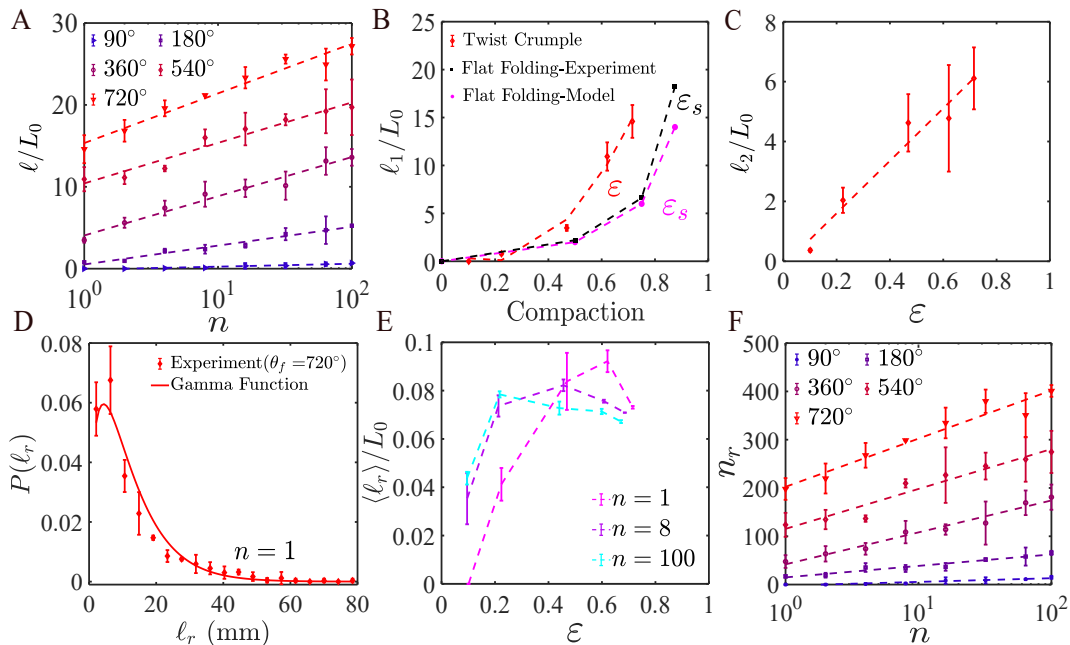 A
30
20
10
0
ℓ/L₀
90°
180°
360°
540°
720°
10⁰
10¹
10²
n
B
25
20
15
10
5
0
ℓ₁/L₀
Twist Crumple
Flat Folding-Experiment
Flat Folding-Model
ε
εₛ
εₛ
0
0.2
0.4
0.6
0.8
1
Compaction
C
8
6
4
2
0
ℓ₂/L₀
0
0.2
0.4
0.6
0.8
1
ε
D
0.08
0.06
0.04
0.02
0
P(ℓᵣ)
Experiment(θ_f =720°)
Gamma Function
n = 1
0
20
40
60
80
ℓᵣ (mm)
E
0.1
0.08
0.06
0.04
0.02
0
⟨ℓᵣ⟩/L₀
n = 1
n = 8
n = 100
0
0.2
0.4
0.6
0.8
1
ε
F
500
400
300
200
100
0
nᵣ
90°
180°
360°
540°
720°
10⁰
10¹
10²
n